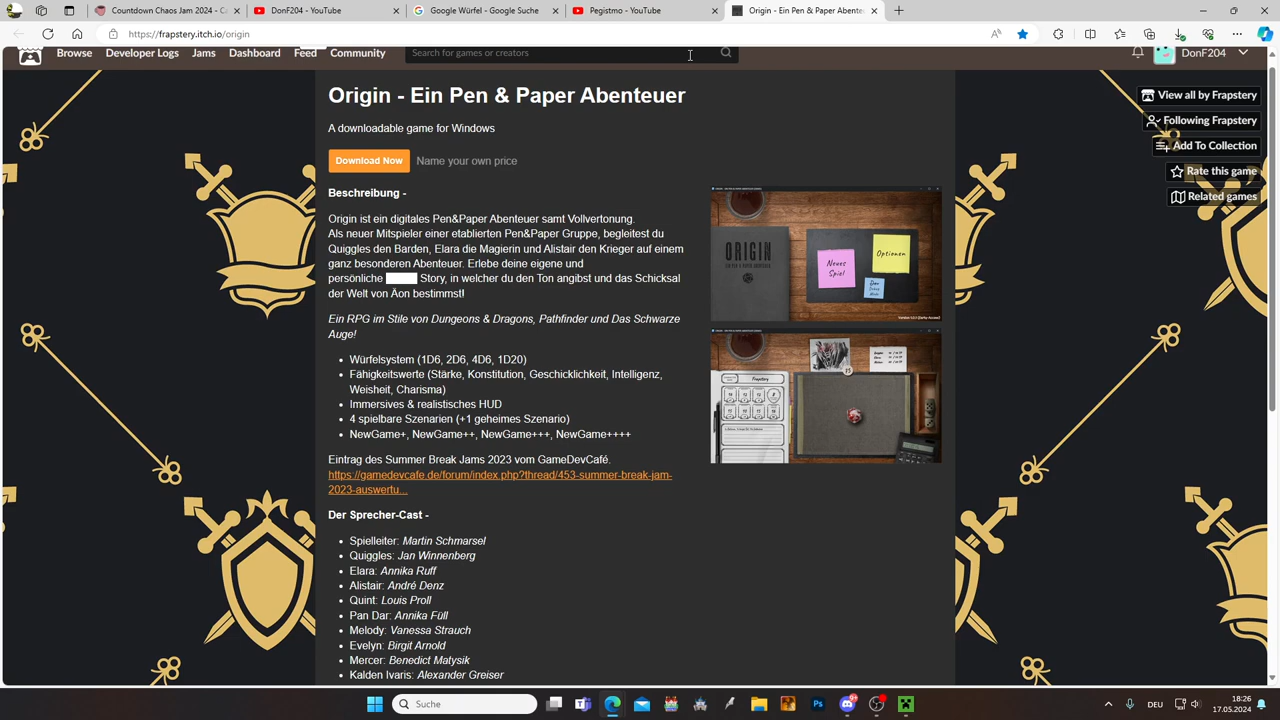 Countdown Chaos Jam 2024 - Ca
DonF204 - YouTube
Google Würfel - Google Suche
Pegistmo - YouTube
Origin - Ein Pen & Paper Abente
https://frapstery.itch.io/origin
Browse Developer Logs Jams Dashboard Feed Community
Search for games or creators
DonF204
View all by Frapstery
Following Frapstery
Add To Collection
Rate this game
Related games
Origin - Ein Pen & Paper Abenteuer
A downloadable game for Windows
Download Now Name your own price
Beschreibung -
Origin ist ein digitales Pen&Paper Abenteuer samt Vollvertonung.
Als neuer Mitspieler einer etablierten Pen&Paper Gruppe, begleitest du
Quiggles den Barden, Elara die Magierin und Alistair den Krieger auf einem
ganz besonderen Abenteuer. Erlebe deine eigene und
persönliche Story, in welcher du den Ton angibst und das Schicksal
der Welt von Äon bestimmst!
Ein RPG im Stile von Dungeons & Dragons, Pathfinder und Das Schwarze
Auge!
Würfelsystem (1D6, 2D6, 4D6, 1D20)
Fähigkeitswerte (Stärke, Konstitution, Geschicklichkeit, Intelligenz,
Weisheit, Charisma)
Immersives & realistisches HUD
4 spielbare Szenarien (+1 geheimes Szenario)
NewGame+, NewGame++, NewGame+++, NewGame++++
Eintrag des Summer Break Jams 2023 vom GameDevCafé.
https://gamedevcafe.de/forum/index.php?thread/453-summer-break-jam-
2023-auswertu...
Der Sprecher-Cast -
Spielleiter: Martin Schmarsel
Quiggles: Jan Winnenberg
Elara: Annika Ruff
Alistair: André Denz
Quint: Louis Proll
Pan Dar: Annika Füll
Melody: Vanessa Strauch
Evelyn: Birgit Arnold
Mercer: Benedict Matysik
Kalden Ivaris: Alexander Greiser
ORIGIN
Neues
Spiel
Optionen
Frapstery
Suche
DEU
18:26
17.05.2024